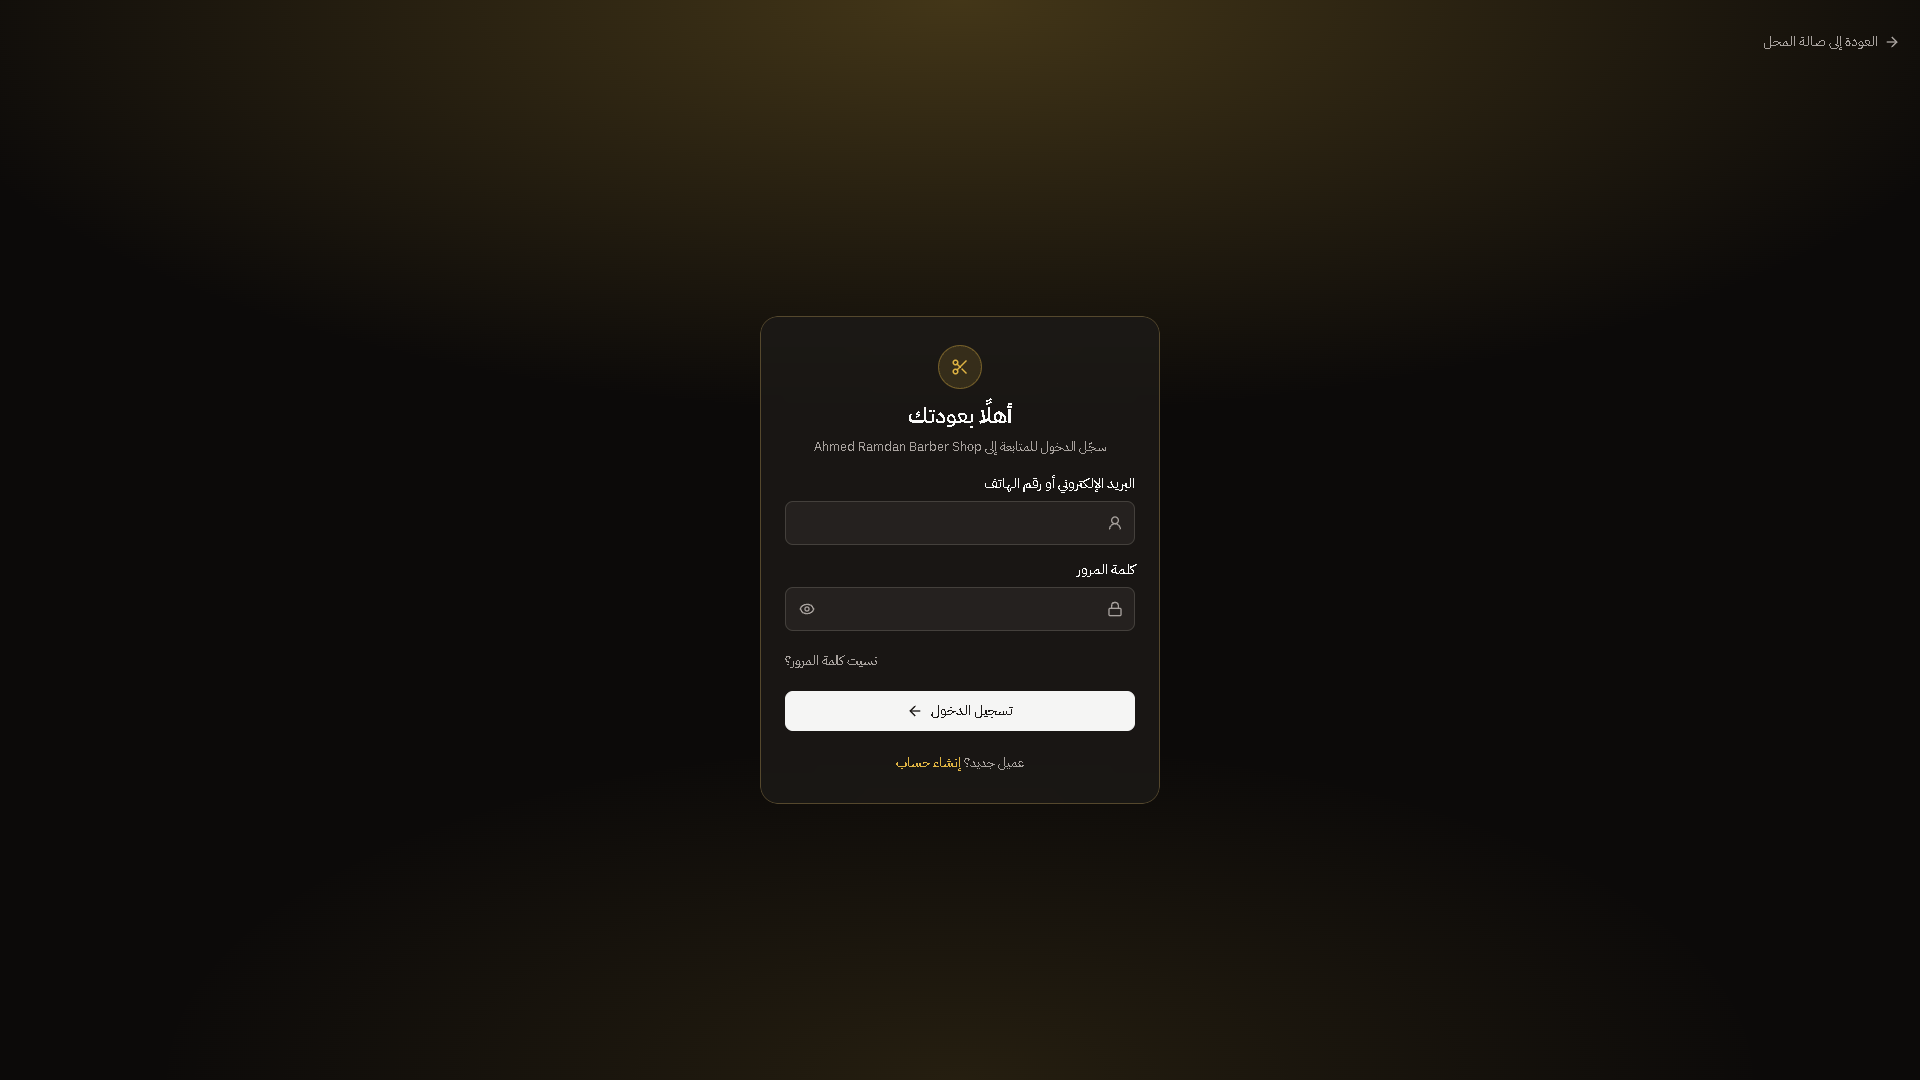 العودة إلى صالة المحل
أهلًا بعودتك
سجّل الدخول للمتابعة إلى Ahmed Ramdan Barber Shop
البريد الإلكتروني أو رقم الهاتف
كلمة المرور
نسيت كلمة المرور؟
تسجيل الدخول
عميل جديد؟ إنشاء حساب